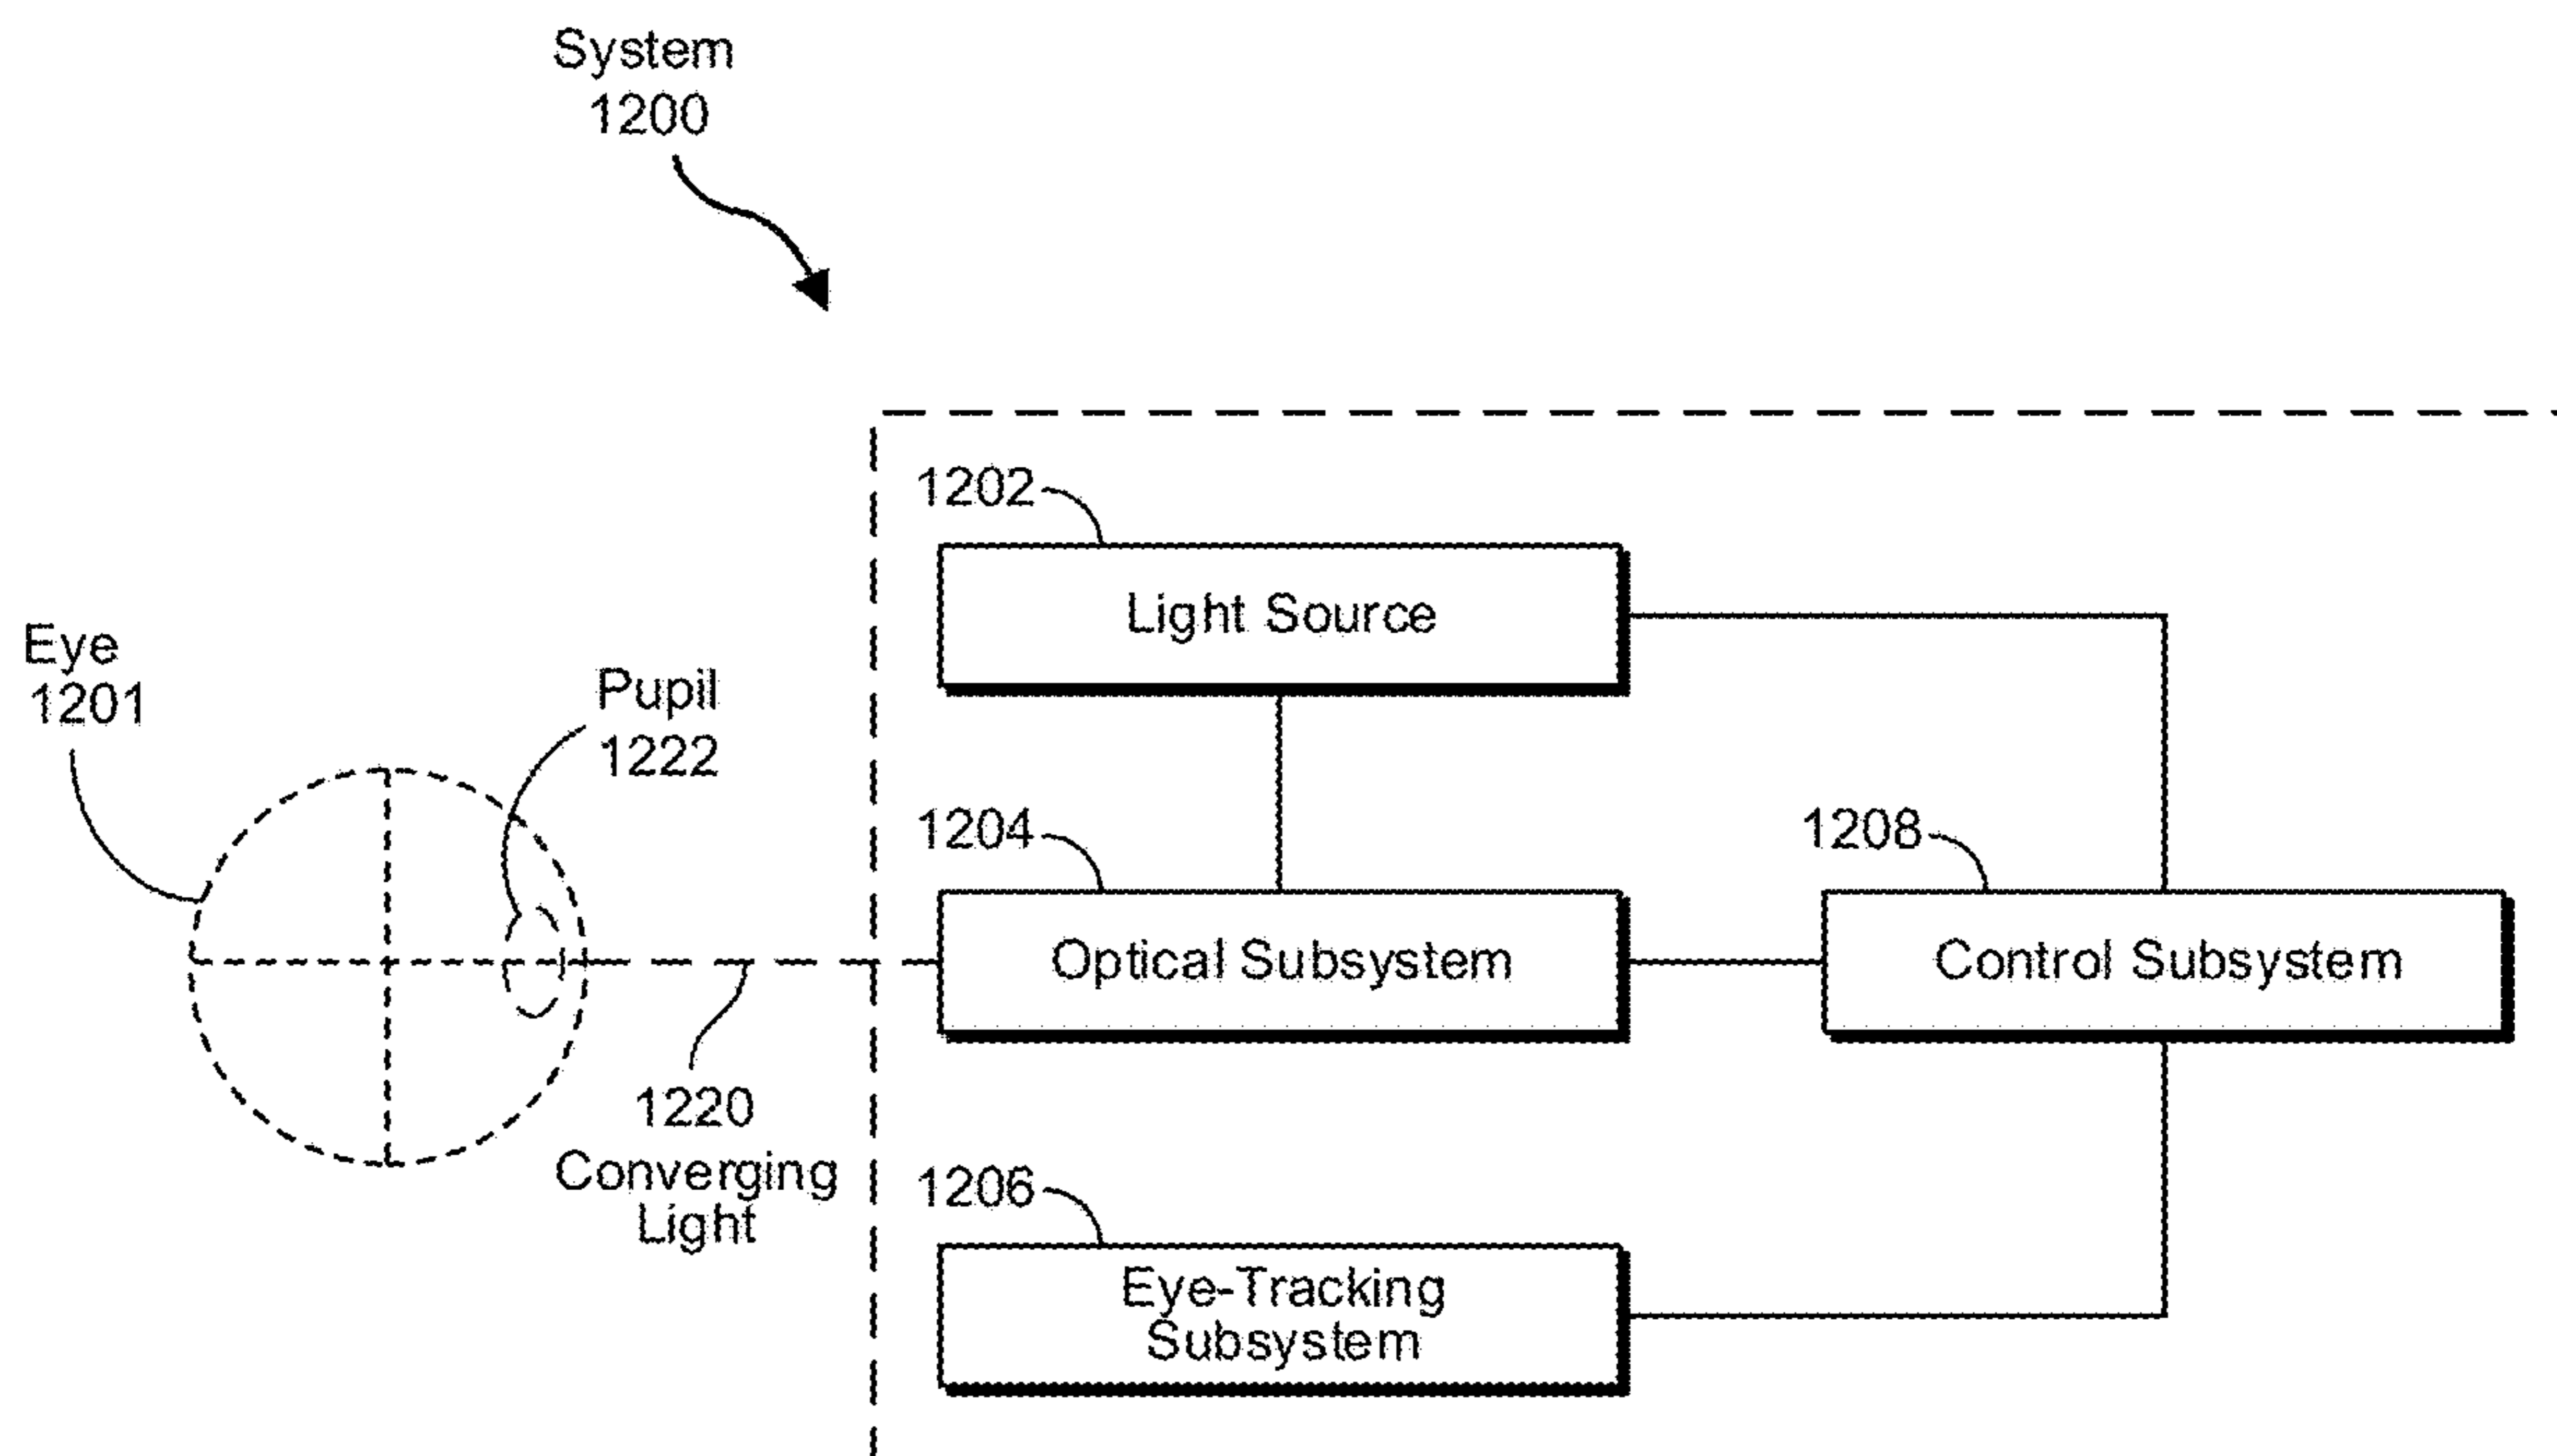 System
1200
1202
Light Source
Eye
1201
Pupil
1222
1204
1208
Optical Subsystem
Control Subsystem
1220
Converging
Light
1206
Eye-Tracking
Subsystem